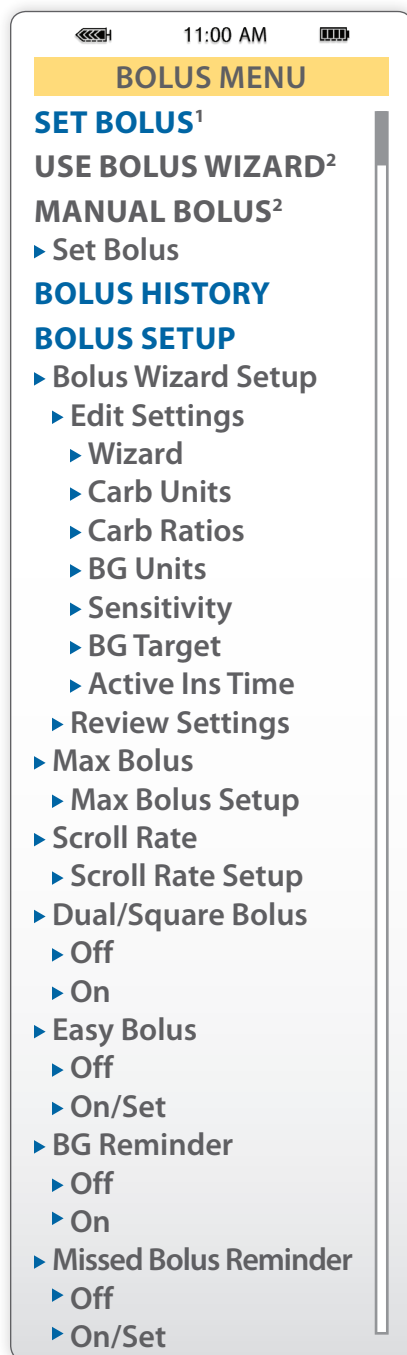 11:00 AM
BOLUS MENU
SET BOLUS¹
USE BOLUS WIZARD²
MANUAL BOLUS²
Set Bolus
BOLUS HISTORY
BOLUS SETUP
Bolus Wizard Setup
Edit Settings
Wizard
Carb Units
Carb Ratios
BG Units
Sensitivity
BG Target
Active Ins Time
Review Settings
Max Bolus
Max Bolus Setup
Scroll Rate
Scroll Rate Setup
Dual/Square Bolus
Off
On
Easy Bolus
Off
On/Set
BG Reminder
Off
On
Missed Bolus Reminder
Off
On/Set